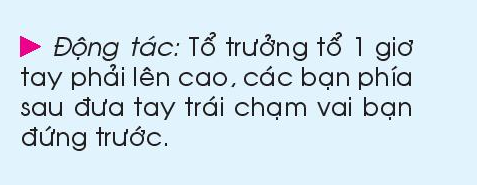 Động tác: Tổ trưởng tổ 1 giơ
tay phải lên cao, các bạn phía
sau đưa tay trái chạm vai bạn
đứng trước.